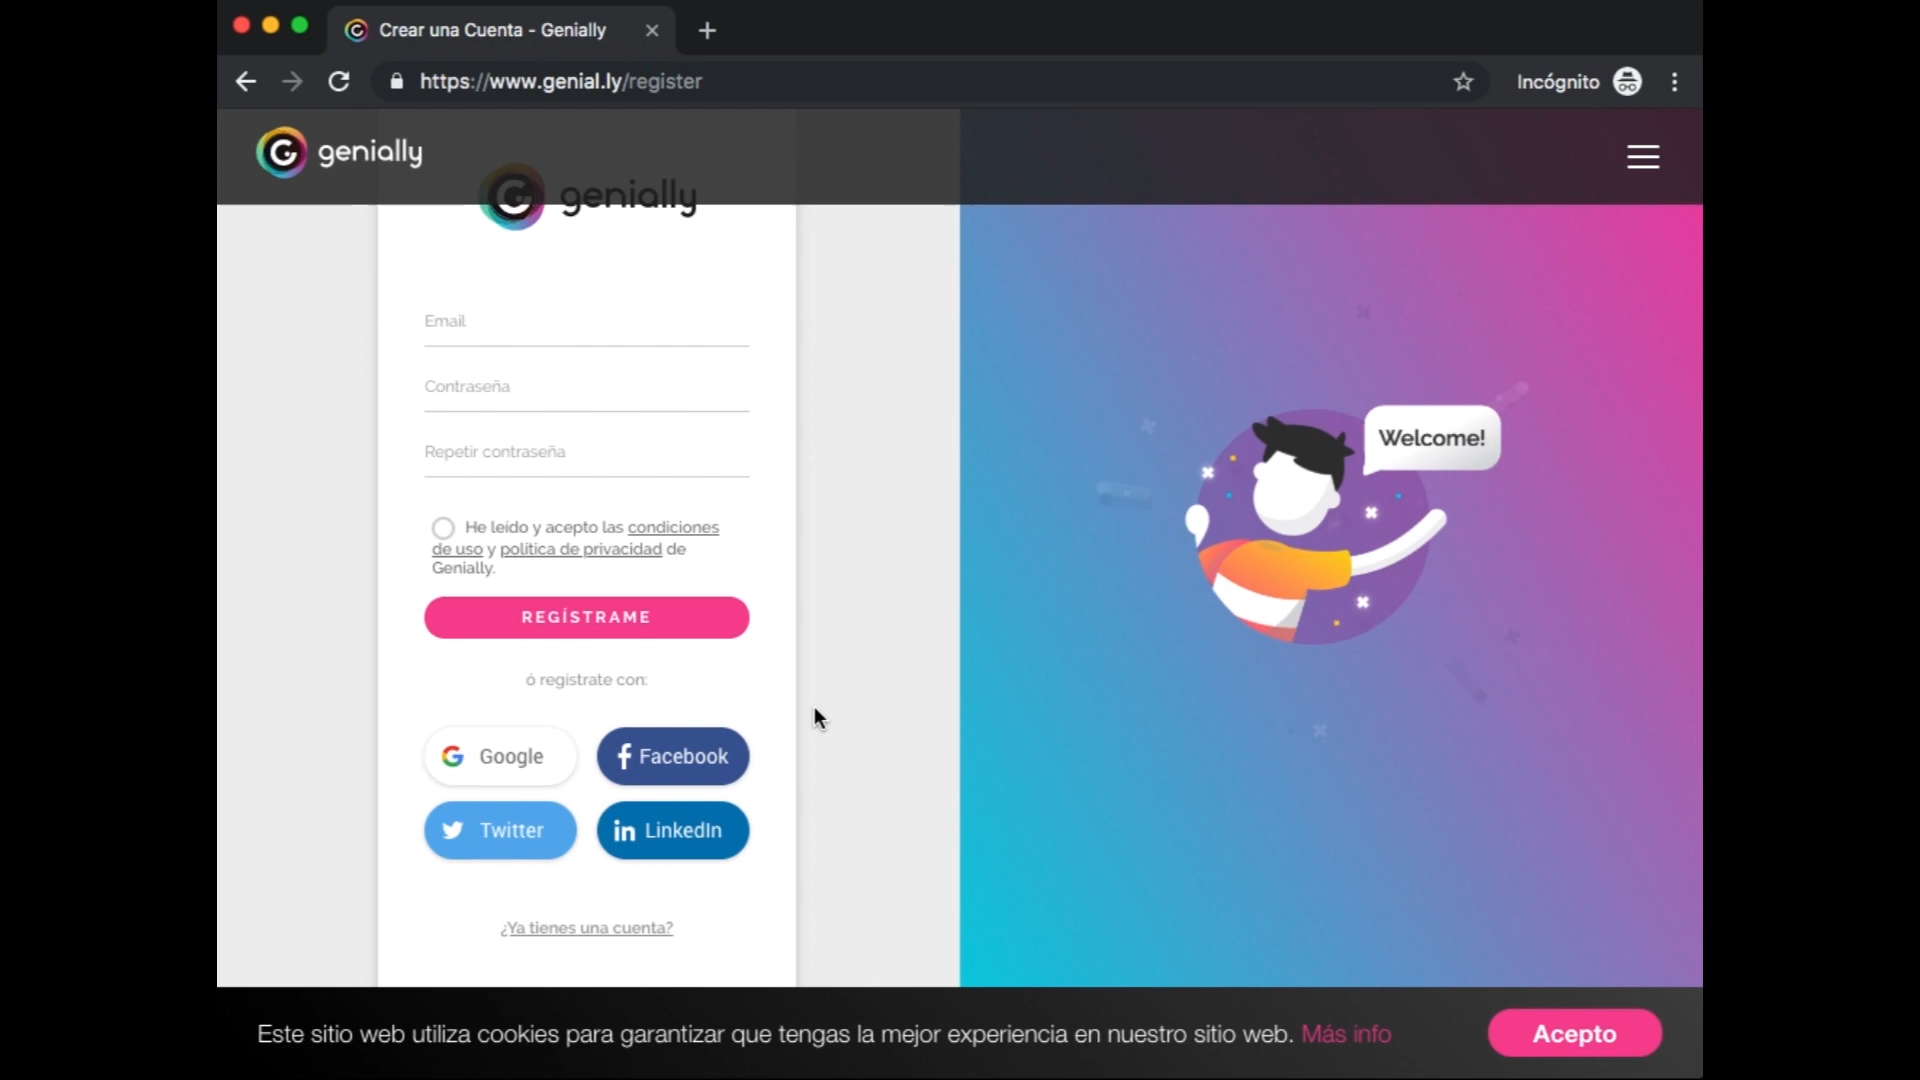 Crear una Cuenta - Genially
https://www.genial.ly/register
Incógnito
genially
genially
Email
Contraseña
Repetir contraseña
He leído y acepto las condiciones
de uso y política de privacidad de
Genially.
REGÍSTRAME
ó regístrate con:
Google
Facebook
Twitter
LinkedIn
¿Ya tienes una cuenta?
Welcome!
Este sitio web utiliza cookies para garantizar que tengas la mejor experiencia en nuestro sitio web. Más info
Acepto